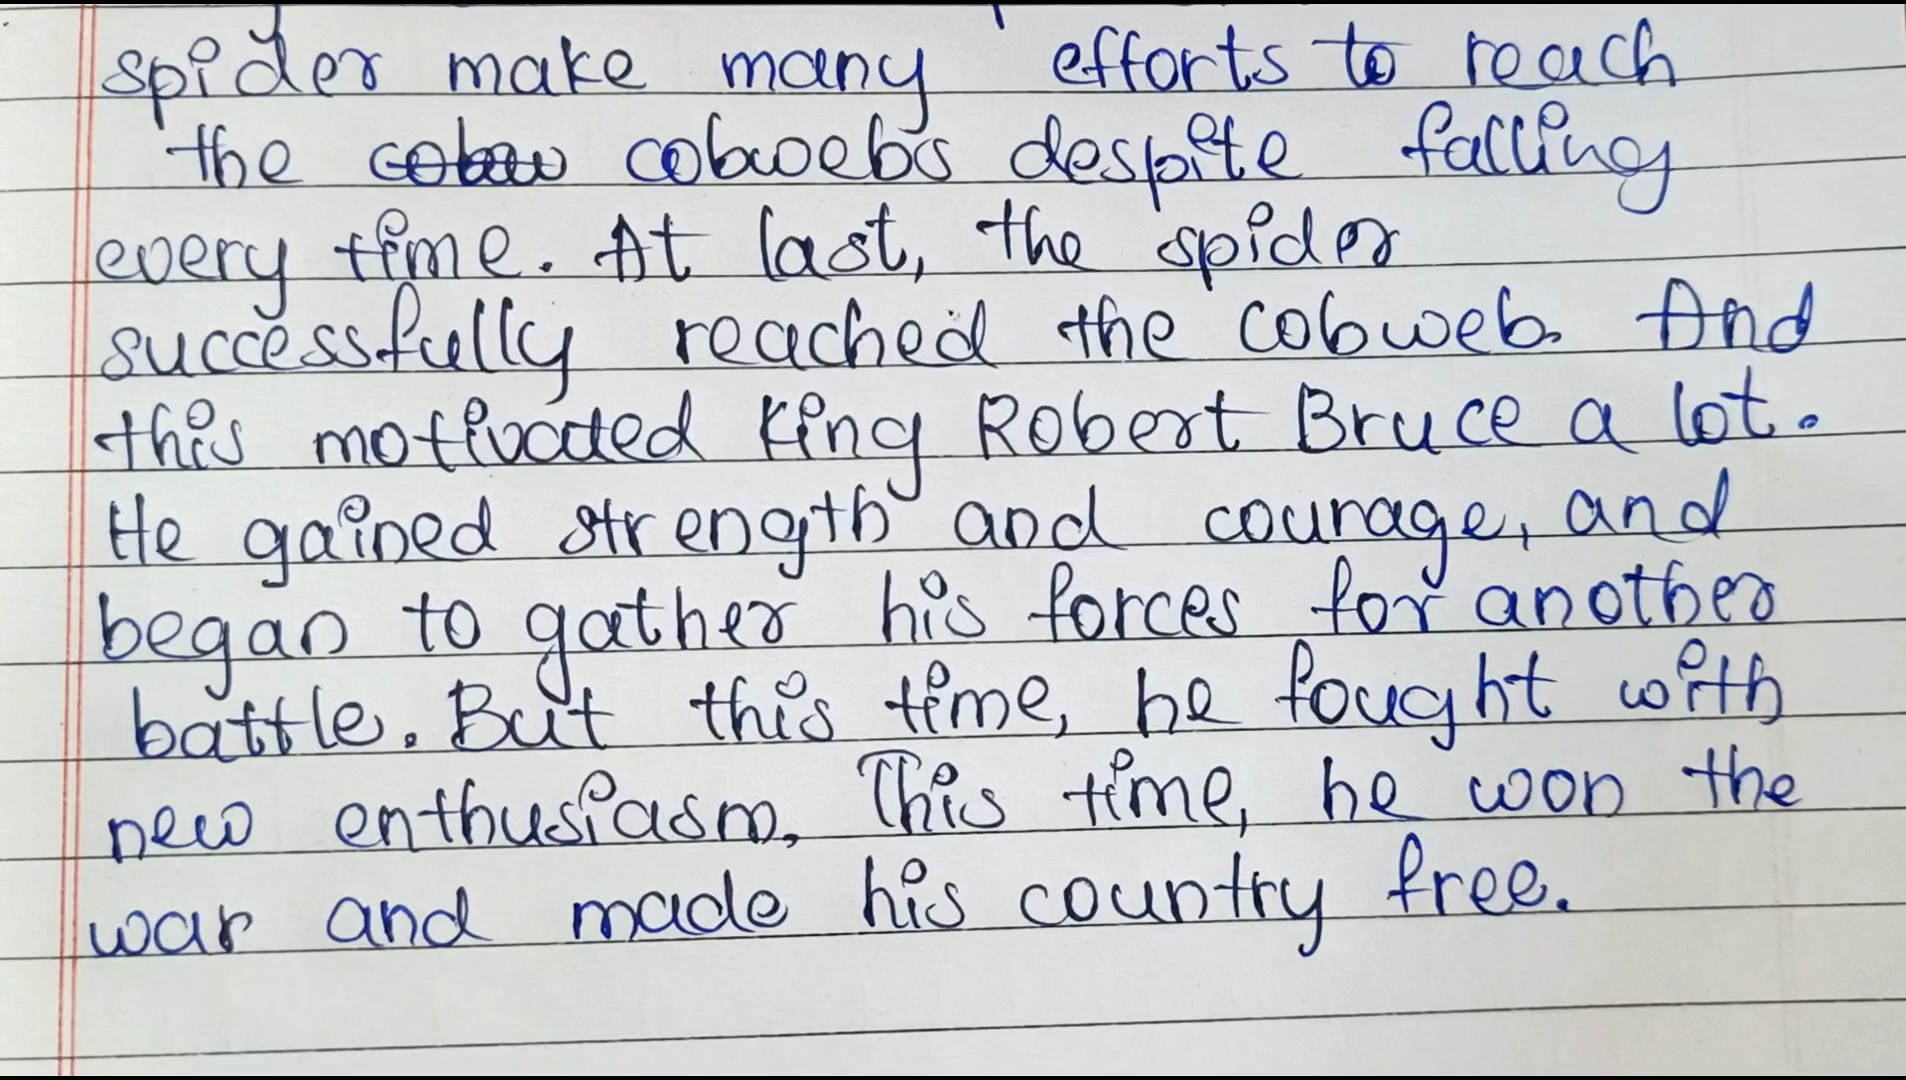 spider make many efforts to reach
the cobwebs despite falling
every time. At last, the spider
successfully reached the cobweb. And
this motivated King Robert Bruce a lot.
He gained strength and courage, and
began to gather his forces for another
battle. But this time, he fought with
new enthusiasm. This time, he won the
war and made his country free.